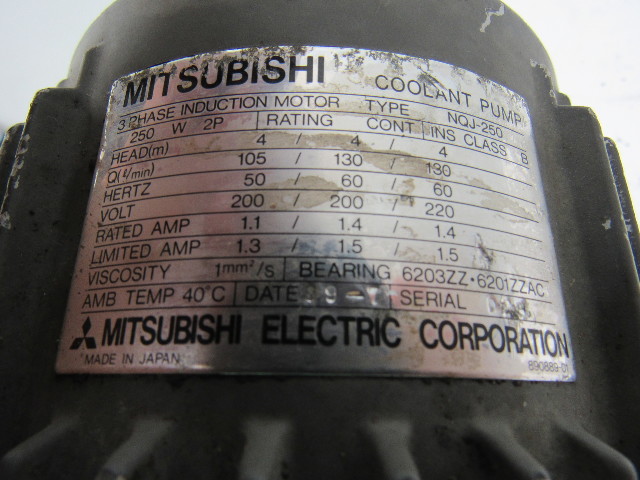 MITSUBISHI COOLANT PUMP
3 PHASE INDUCTION MOTOR TYPE NQJ-250
250 W 2P RATING CONT INS CLASS B
HEAD(m) 4 / 4 / 4
Q(ℓ/min) 105 / 130 / 130
HERTZ 50 / 60 / 60
VOLT 200 / 200 / 220
RATED AMP 1.1 / 1.4 / 1.4
LIMITED AMP 1.3 / 1.5 / 1.5
VISCOSITY 1mm²/s BEARING 6203ZZ·6201ZZAC
AMB TEMP 40°C DATE SERIAL
MITSUBISHI ELECTRIC CORPORATION
MADE IN JAPAN 890889-01